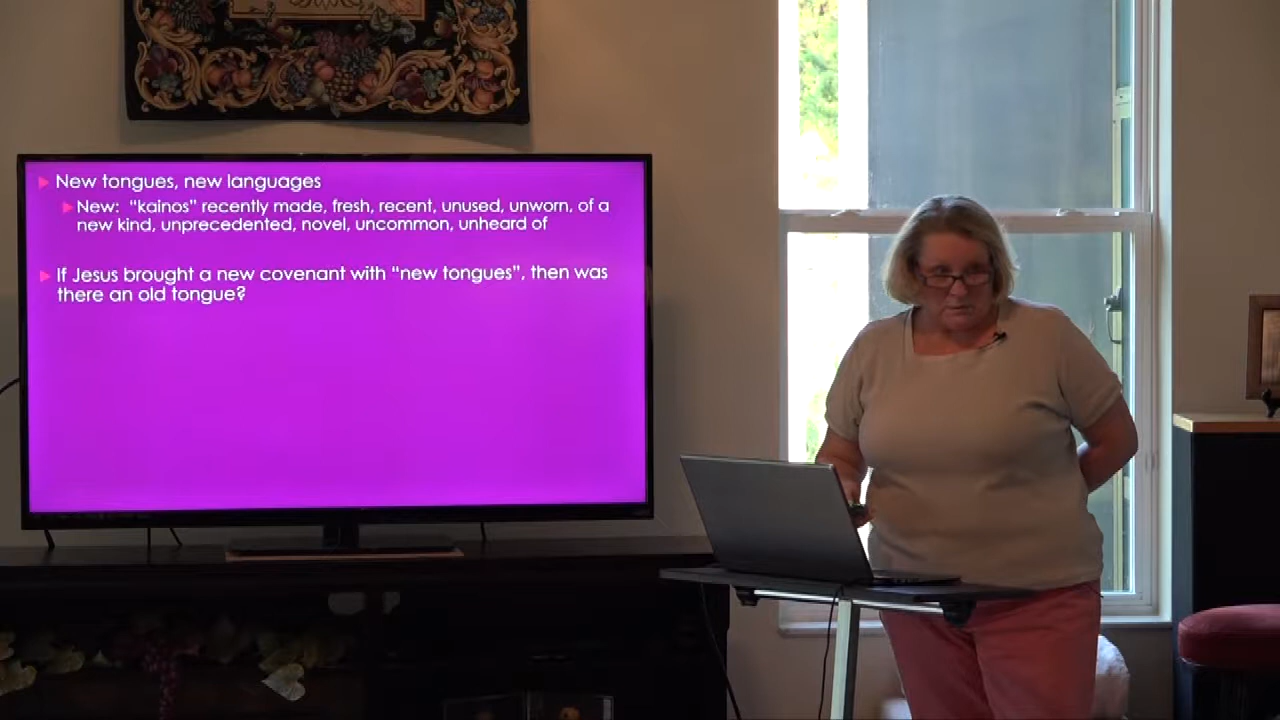 New tongues, new languages
New: “kainos” recently made, fresh, recent, unused, unworn, of a
new kind, unprecedented, novel, uncommon, unheard of
If Jesus brought a new covenant with “new tongues”, then was
there an old tongue?